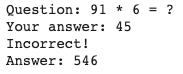 Question: 91 * 6 = ?
Your answer: 45
Incorrect!
Answer: 546